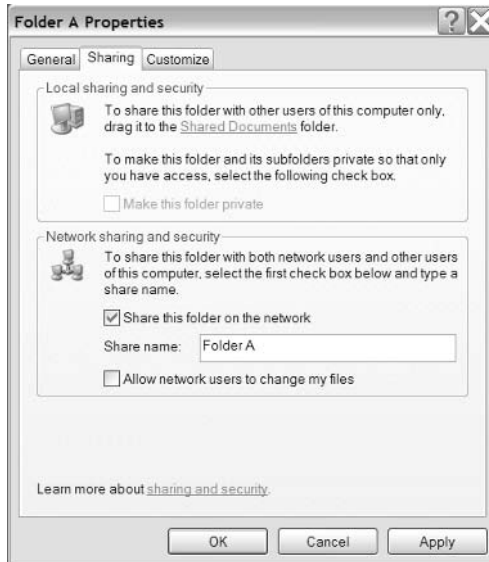 Folder A Properties
General Sharing Customize
Local sharing and security
To share this folder with other users of this computer only,
drag it to the Shared Documents folder.
To make this folder and its subfolders private so that only
you have access, select the following check box.
Make this folder private
Network sharing and security
To share this folder with both network users and other users
of this computer, select the first check box below and type a
share name.
Share this folder on the network
Share name: Folder A
Allow network users to change my files
Learn more about sharing and security.
OK Cancel Apply